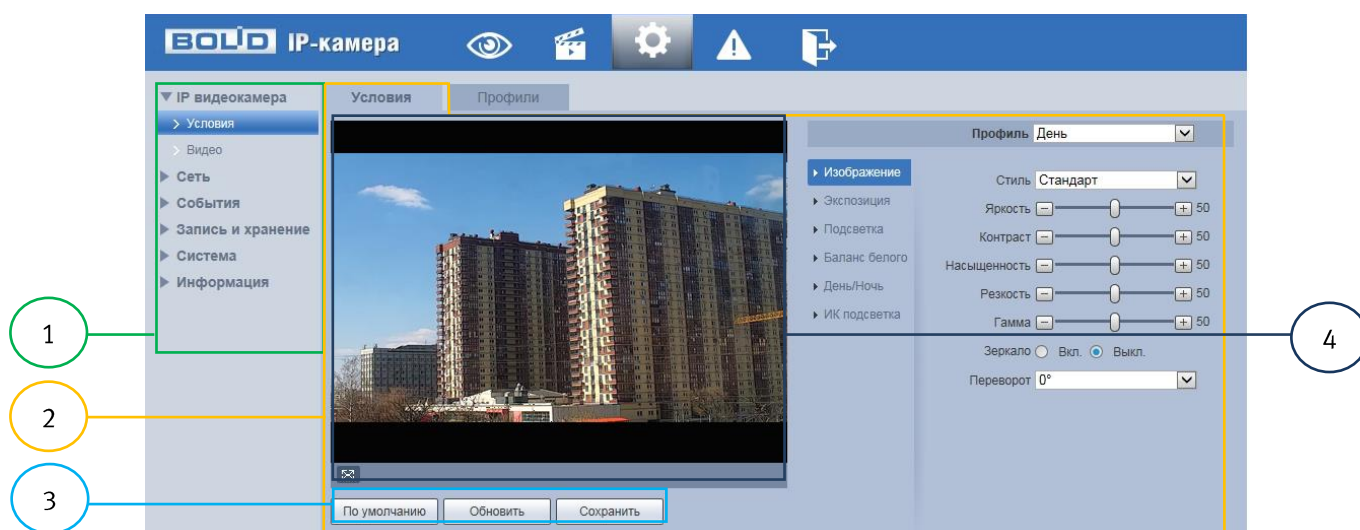 BOLID IP-камера
IP видеокамера
Условия
Видео
Сеть
События
Запись и хранение
Система
Информация
Условия
Профили
Профиль День
Изображение
Экспозиция
Подсветка
Баланс белого
День/Ночь
ИК подсветка
Стиль Стандарт
Яркость 50
Контраст 50
Насыщенность 50
Резкость 50
Гамма 50
Зеркало Вкл. Выкл.
Переворот 0°
По умолчанию
Обновить
Сохранить
1
2
3
4